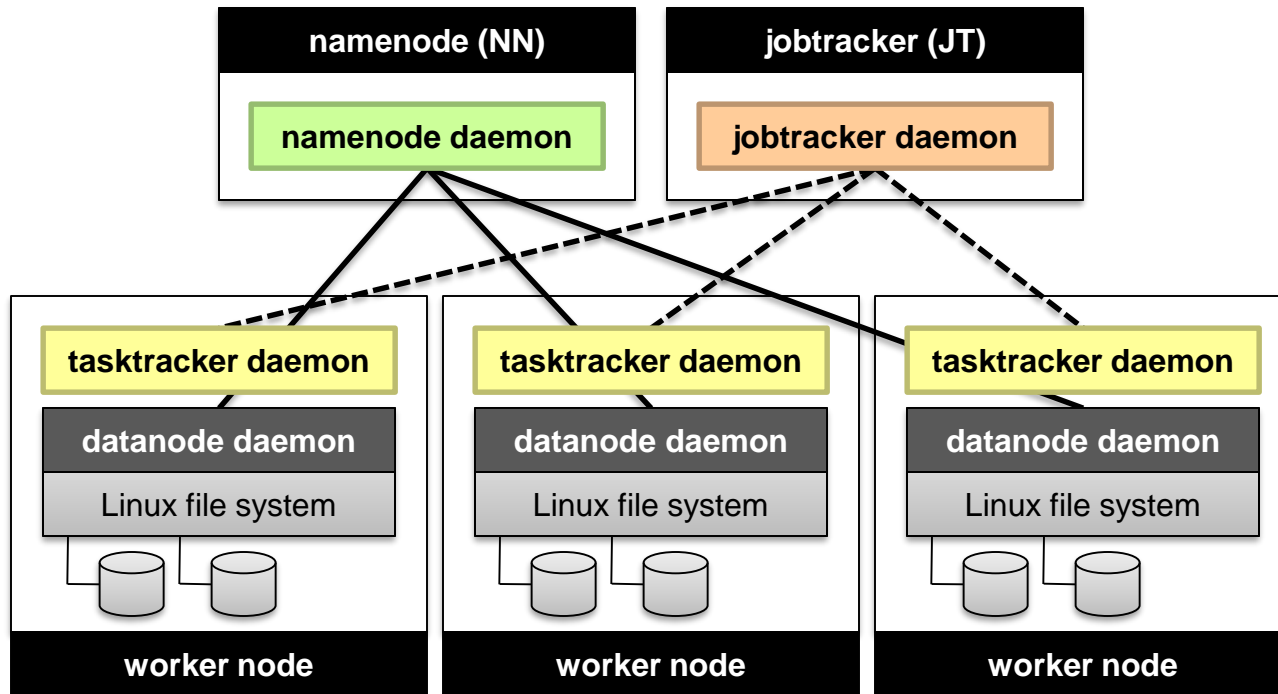 namenode (NN)
jobtracker (JT)
namenode daemon
jobtracker daemon
tasktracker daemon
tasktracker daemon
tasktracker daemon
datanode daemon
datanode daemon
datanode daemon
Linux file system
Linux file system
Linux file system
worker node
worker node
worker node